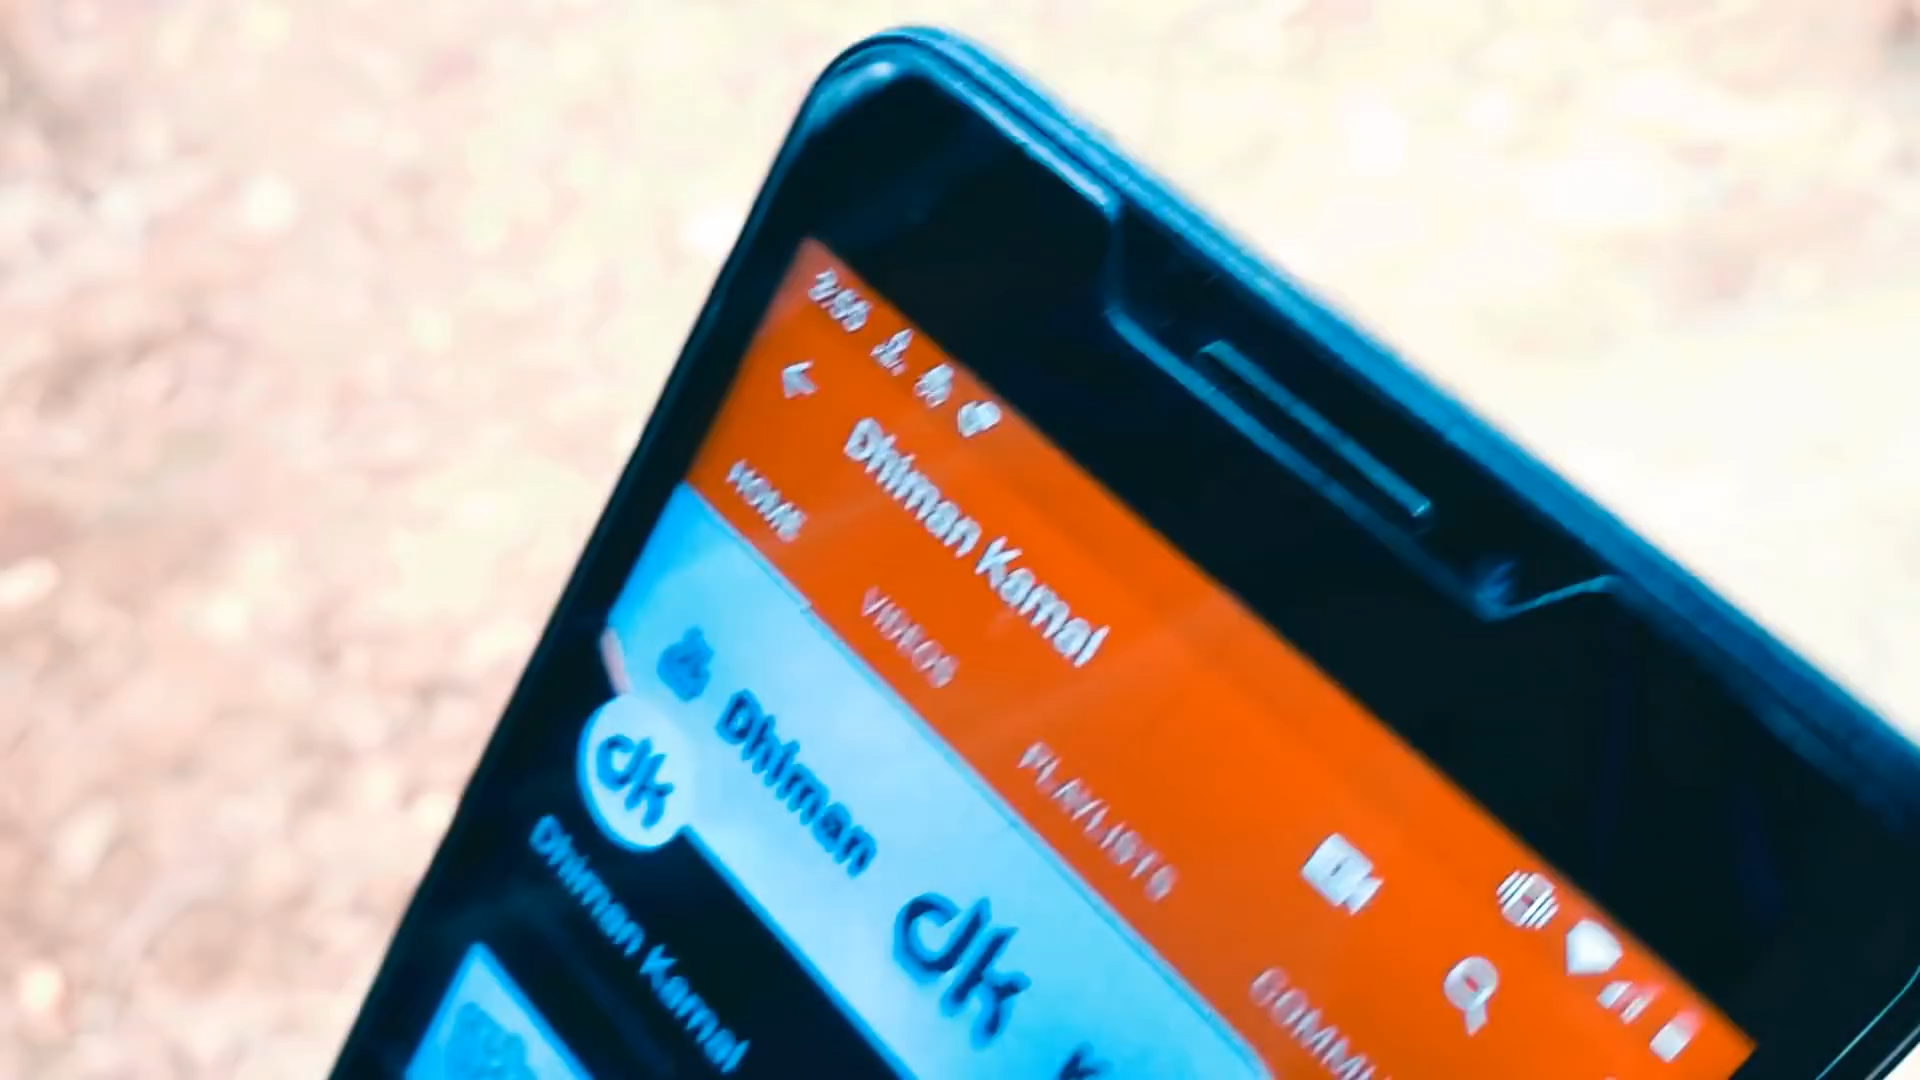 Dhiman Kamal
HOME VIDEOS PLAYLISTS
Dhiman dk
dk
Dhiman Kamal